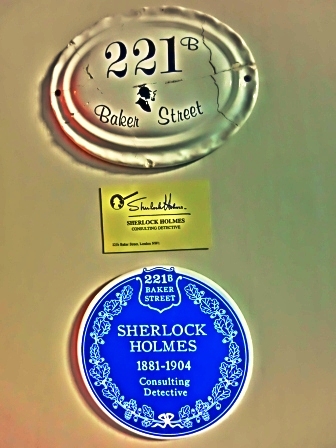 221B
Baker Street
Sherlock Holmes
SHERLOCK HOLMES
CONSULTING DETECTIVE
221b Baker Street, London NW1
221B
BAKER
STREET
SHERLOCK
HOLMES
1881-1904
Consulting
Detective